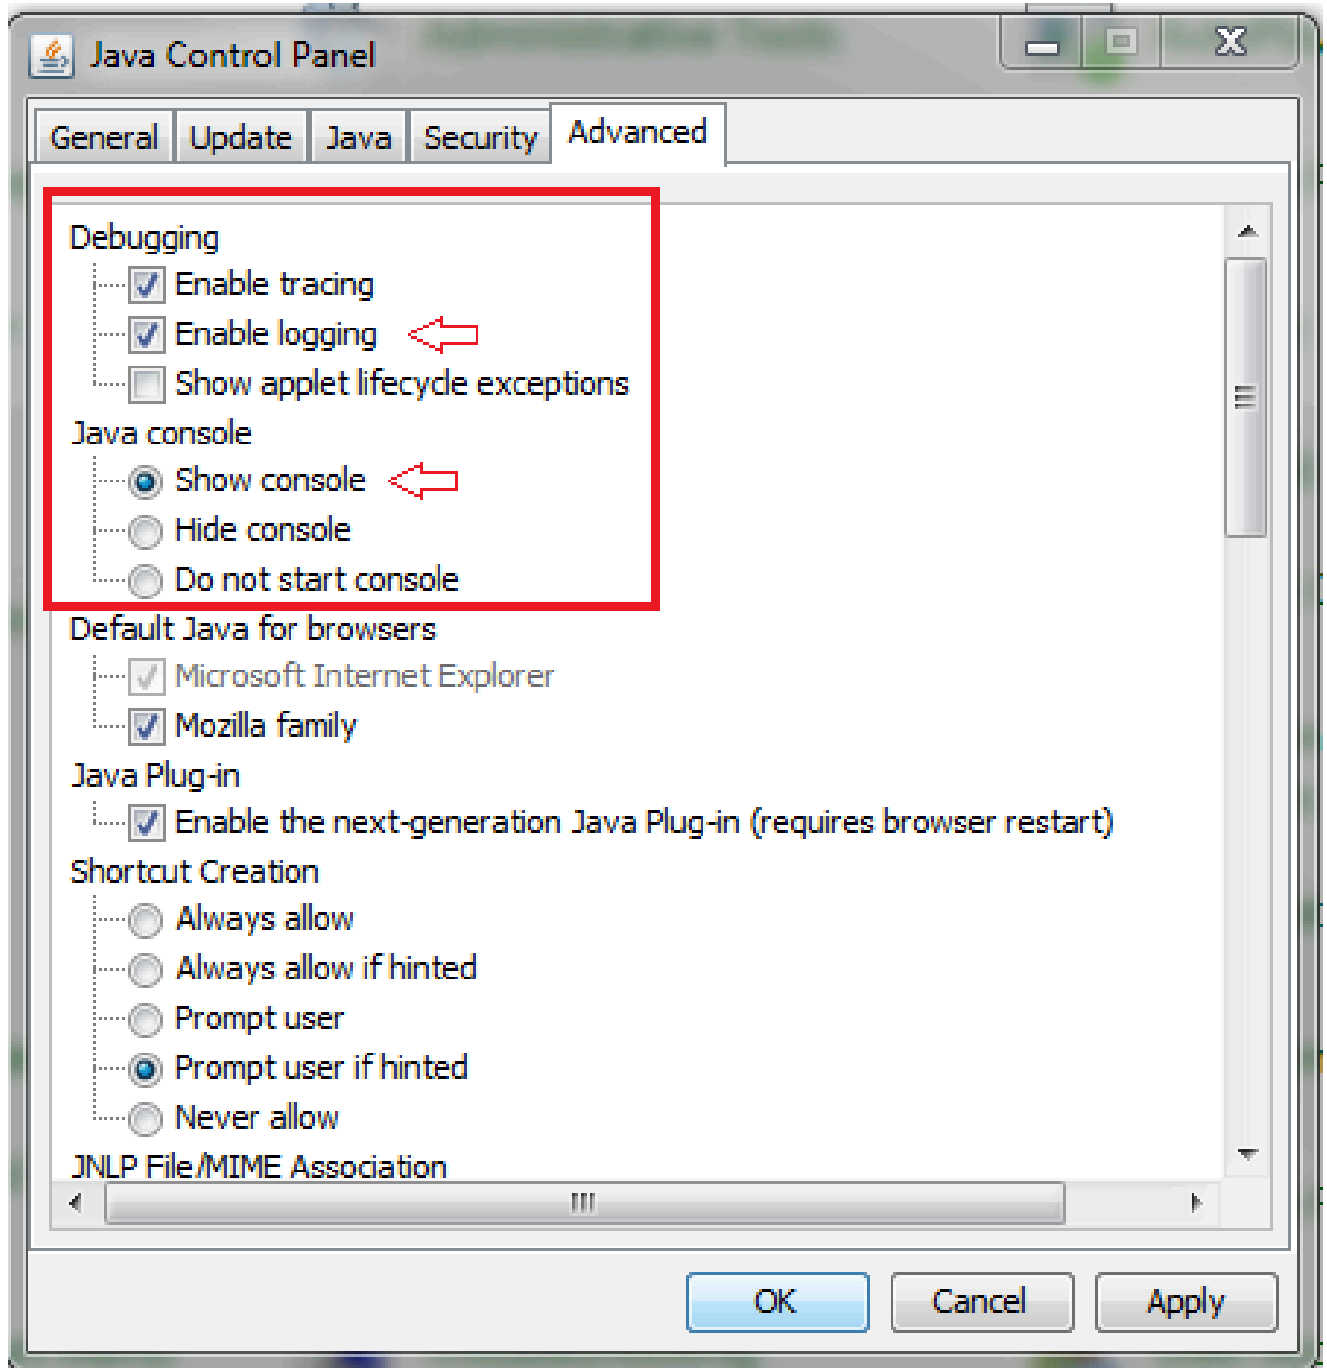 Java Control Panel
General Update Java Security Advanced
Debugging
Enable tracing
Enable logging
Show applet lifecycle exceptions
Java console
Show console
Hide console
Do not start console
Default Java for browsers
Microsoft Internet Explorer
Mozilla family
Java Plug-in
Enable the next-generation Java Plug-in (requires browser restart)
Shortcut Creation
Always allow
Always allow if hinted
Prompt user
Prompt user if hinted
Never allow
JNLP File/MIME Association
OK Cancel Apply